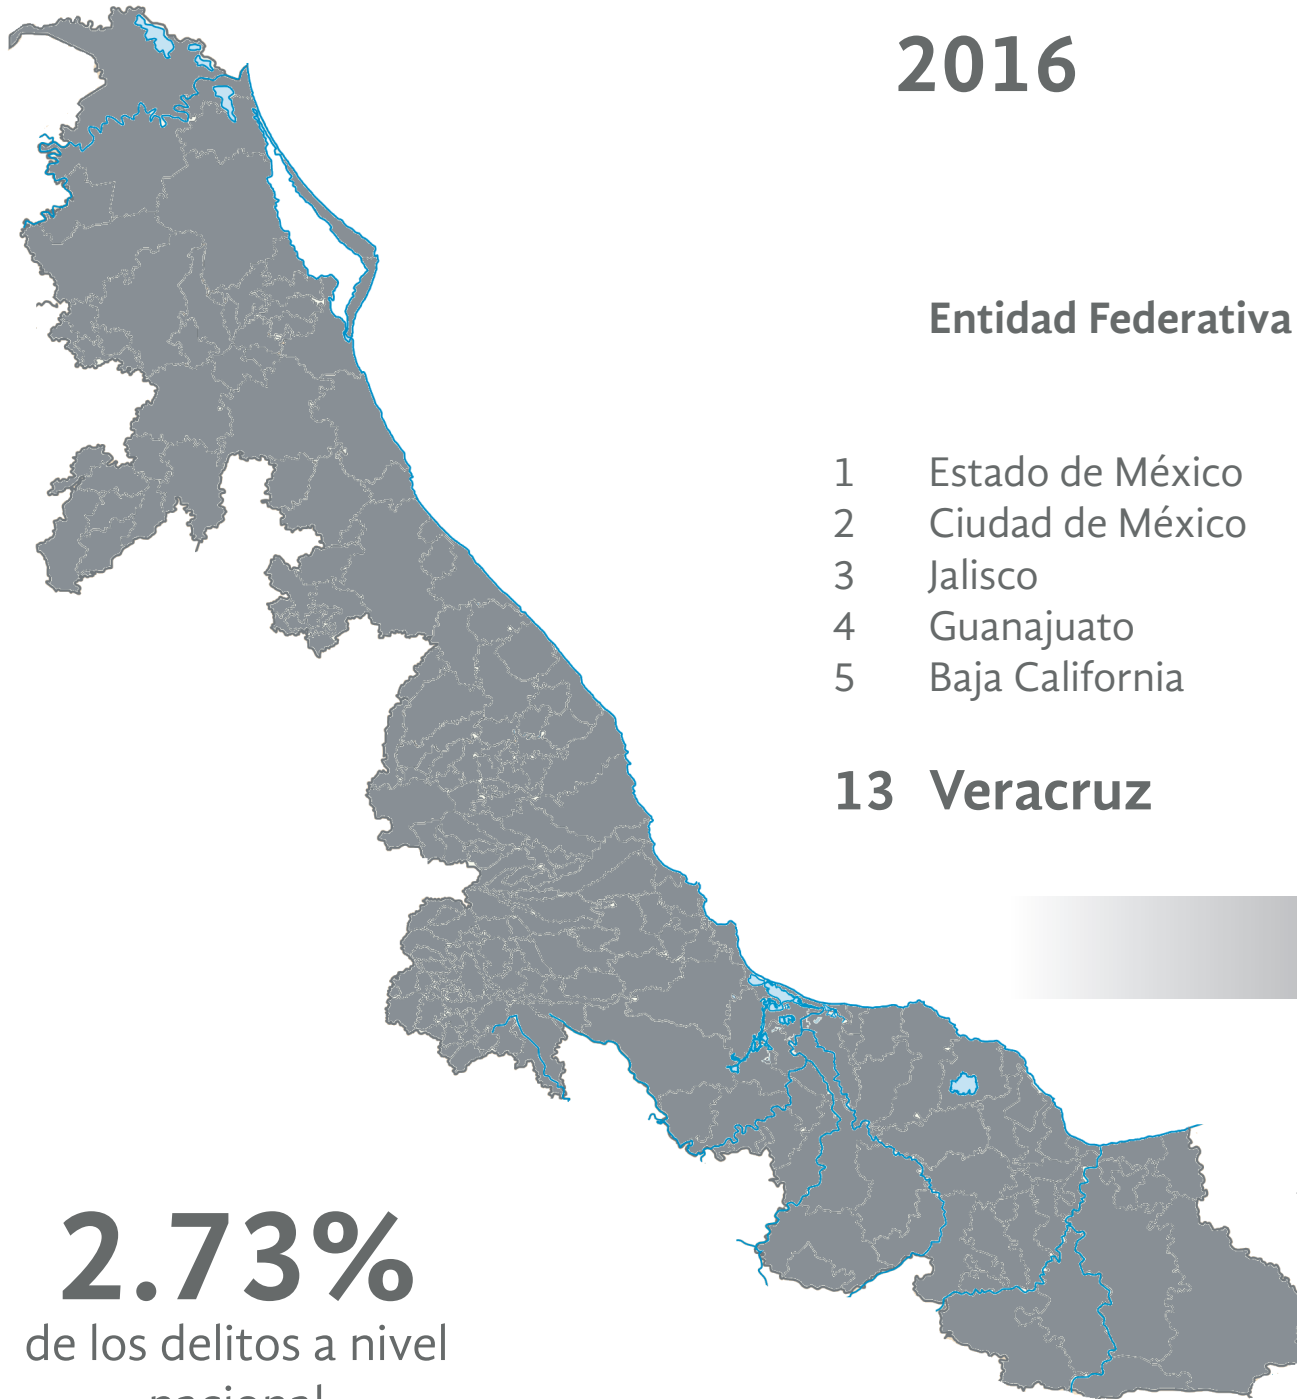 2016
Entidad Federativa
1 Estado de México
2 Ciudad de México
3 Jalisco
4 Guanajuato
5 Baja California
13 Veracruz
2.73%
de los delitos a nivel
nacional